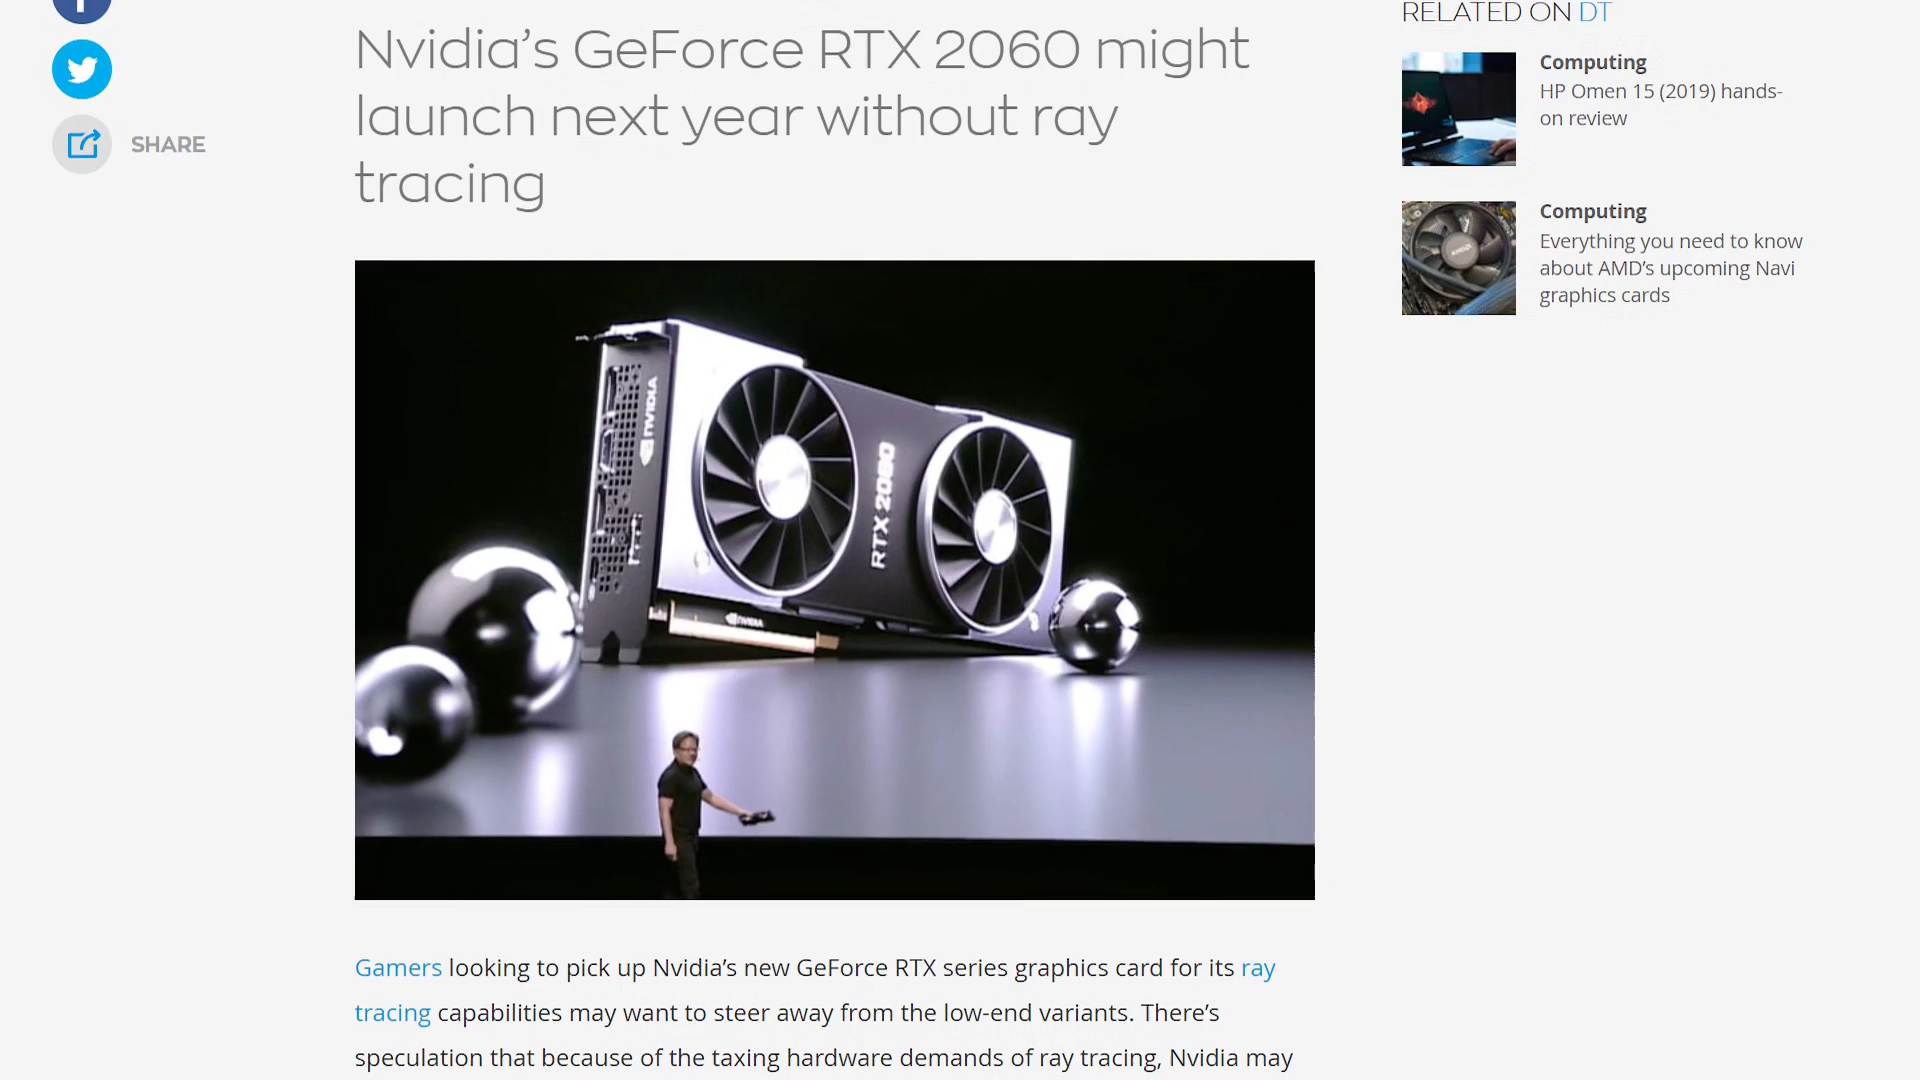 SHARE
Nvidia’s GeForce RTX 2060 might
launch next year without ray
tracing
NVIDIA
RTX 2080
NVIDIA
Gamers looking to pick up Nvidia’s new GeForce RTX series graphics card for its ray
tracing capabilities may want to steer away from the low-end variants. There’s
speculation that because of the taxing hardware demands of ray tracing, Nvidia may
RELATED ON DT
Computing
HP Omen 15 (2019) hands-
on review
Computing
Everything you need to know
about AMD’s upcoming Navi
graphics cards